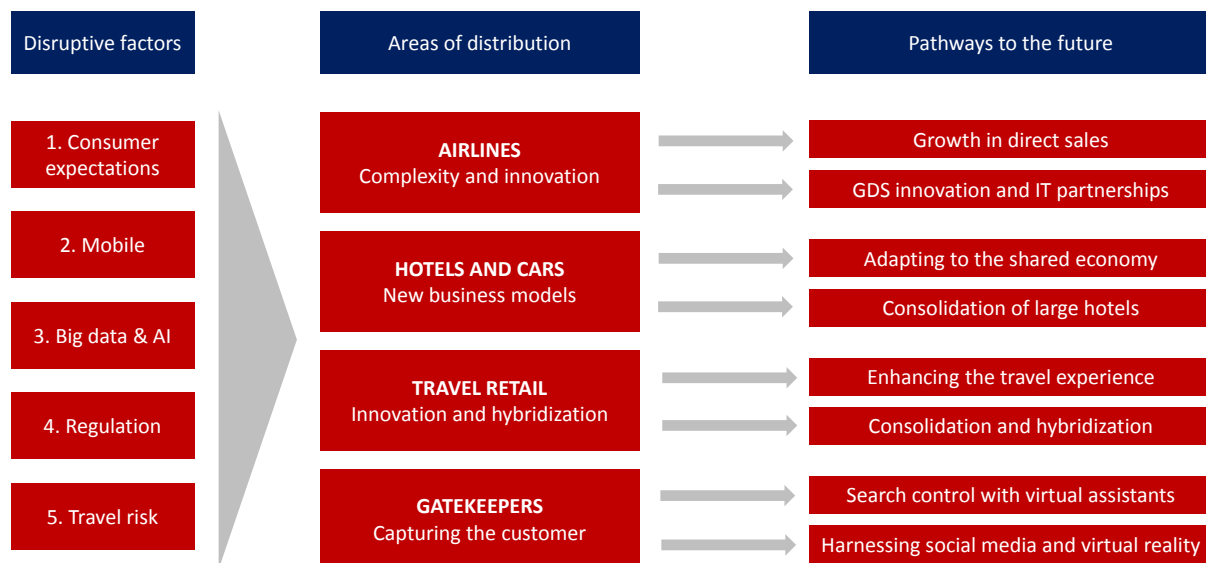 Disruptive factors
Areas of distribution
Pathways to the future
1. Consumer
expectations
2. Mobile
3. Big data & AI
4. Regulation
5. Travel risk
AIRLINES
Complexity and innovation
HOTELS AND CARS
New business models
TRAVEL RETAIL
Innovation and hybridization
GATEKEEPERS
Capturing the customer
Growth in direct sales
GDS innovation and IT partnerships
Adapting to the shared economy
Consolidation of large hotels
Enhancing the travel experience
Consolidation and hybridization
Search control with virtual assistants
Harnessing social media and virtual reality